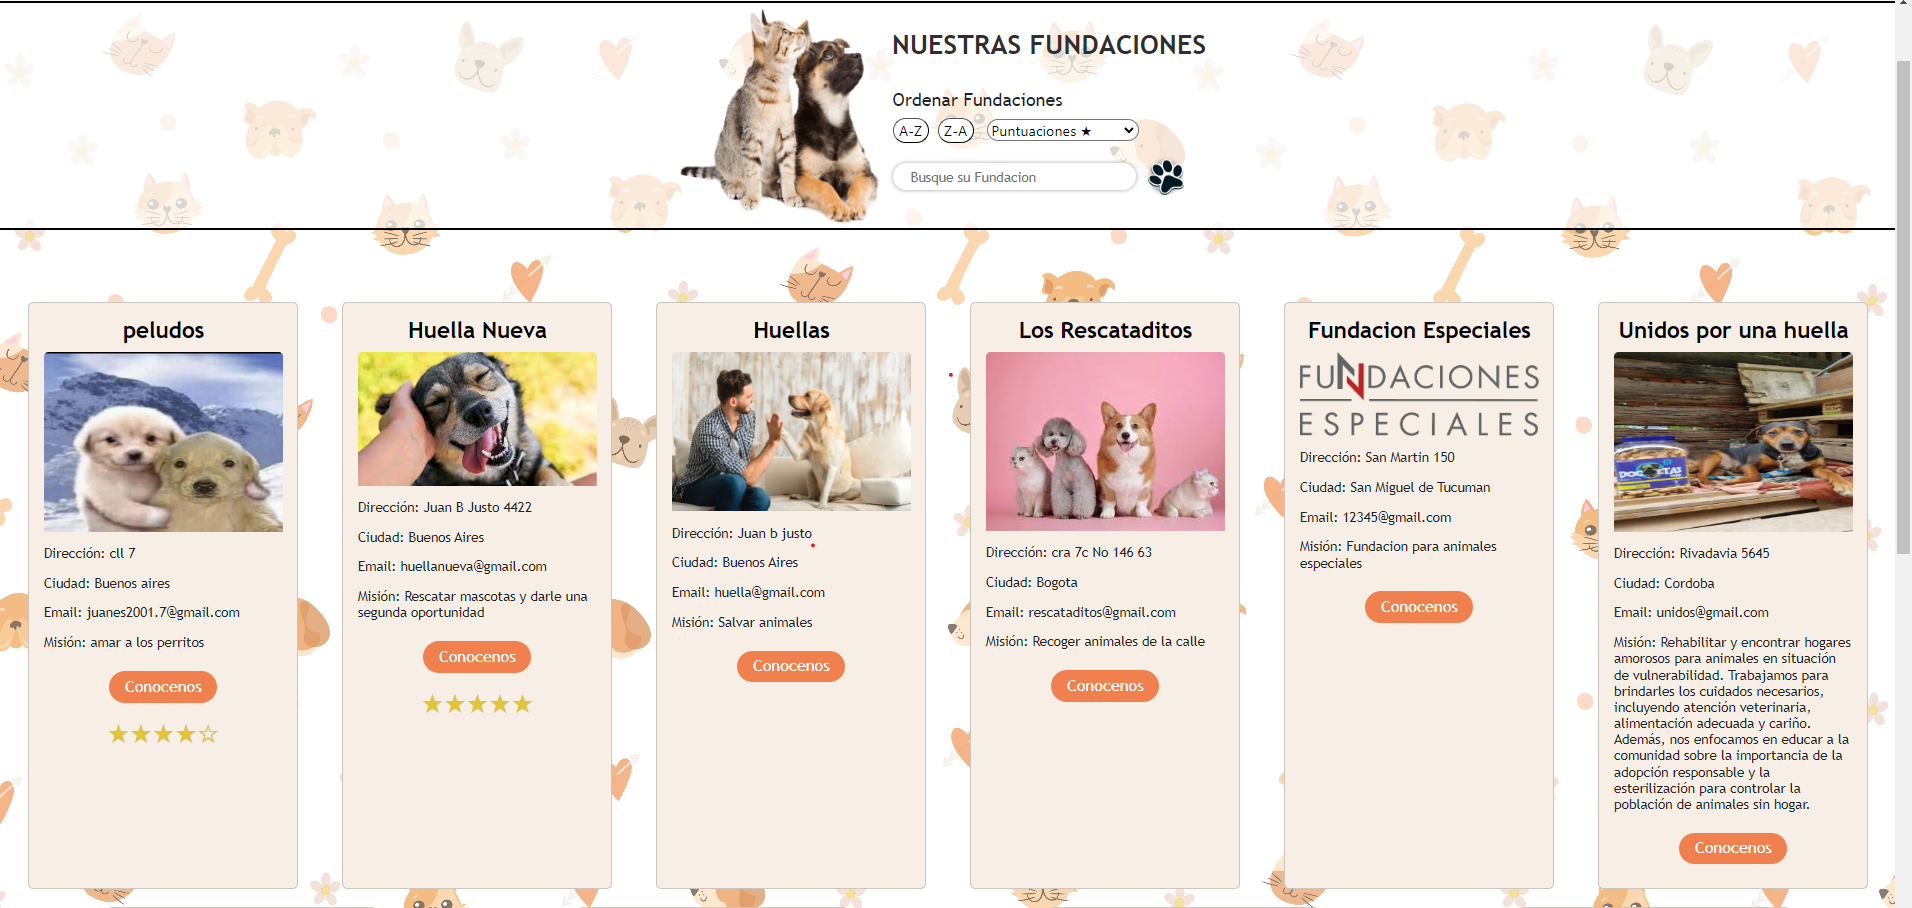 NUESTRAS FUNDACIONES
Ordenar Fundaciones
A-Z
Z-A
Puntuaciones ★
Busque su Fundacion
peludos
Dirección: cll 7
Ciudad: Buenos aires
Email: juanes2001.7@gmail.com
Misión: amar a los perritos
Conocenos
★★★★☆
Huella Nueva
Dirección: Juan B Justo 4422
Ciudad: Buenos Aires
Email: huellanueva@gmail.com
Misión: Rescatar mascotas y darle una
segunda oportunidad
Conocenos
★★★★★
Huellas
Dirección: Juan b justo
Ciudad: Buenos Aires
Email: huella@gmail.com
Misión: Salvar animales
Conocenos
Los Rescataditos
Dirección: cra 7c No 146 63
Ciudad: Bogota
Email: rescataditos@gmail.com
Misión: Recoger animales de la calle
Conocenos
Fundacion Especiales
FUNDACIONES
ESPECIALES
Dirección: San Martin 150
Ciudad: San Miguel de Tucuman
Email: 12345@gmail.com
Misión: Fundacion para animales
especiales
Conocenos
Unidos por una huella
Dirección: Rivadavia 5645
Ciudad: Cordoba
Email: unidos@gmail.com
Misión: Rehabilitar y encontrar hogares
amorosos para animales en situación
de vulnerabilidad. Trabajamos para
brindarles los cuidados necesarios,
incluyendo atención veterinaria,
alimentación adecuada y cariño.
Además, nos enfocamos en educar a la
comunidad sobre la importancia de la
adopción responsable y la
esterilización para controlar la
población de animales sin hogar.
Conocenos